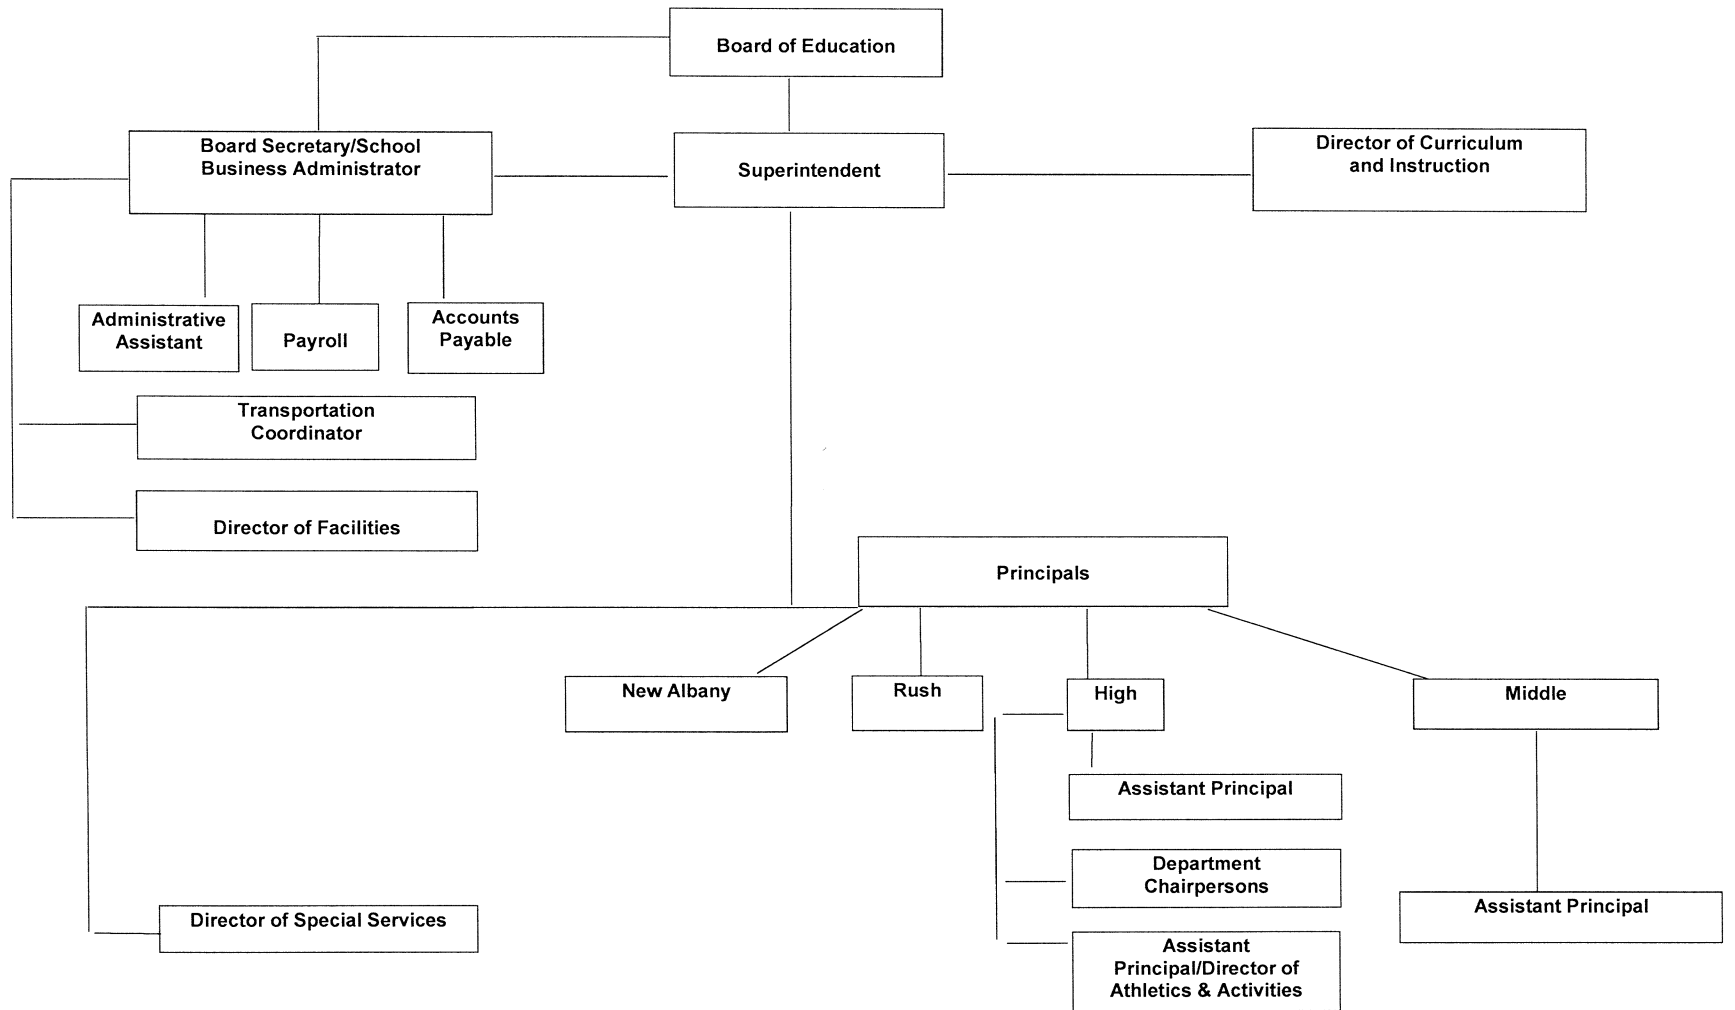 Board of Education
Board Secretary/School
Business Administrator
Superintendent
Director of Curriculum
and Instruction
Administrative
Assistant
Payroll
Accounts
Payable
Transportation
Coordinator
Director of Facilities
Principals
New Albany
Rush
High
Middle
Assistant Principal
Department
Chairpersons
Assistant Principal
Director of Special Services
Assistant
Principal/Director of
Athletics & Activities